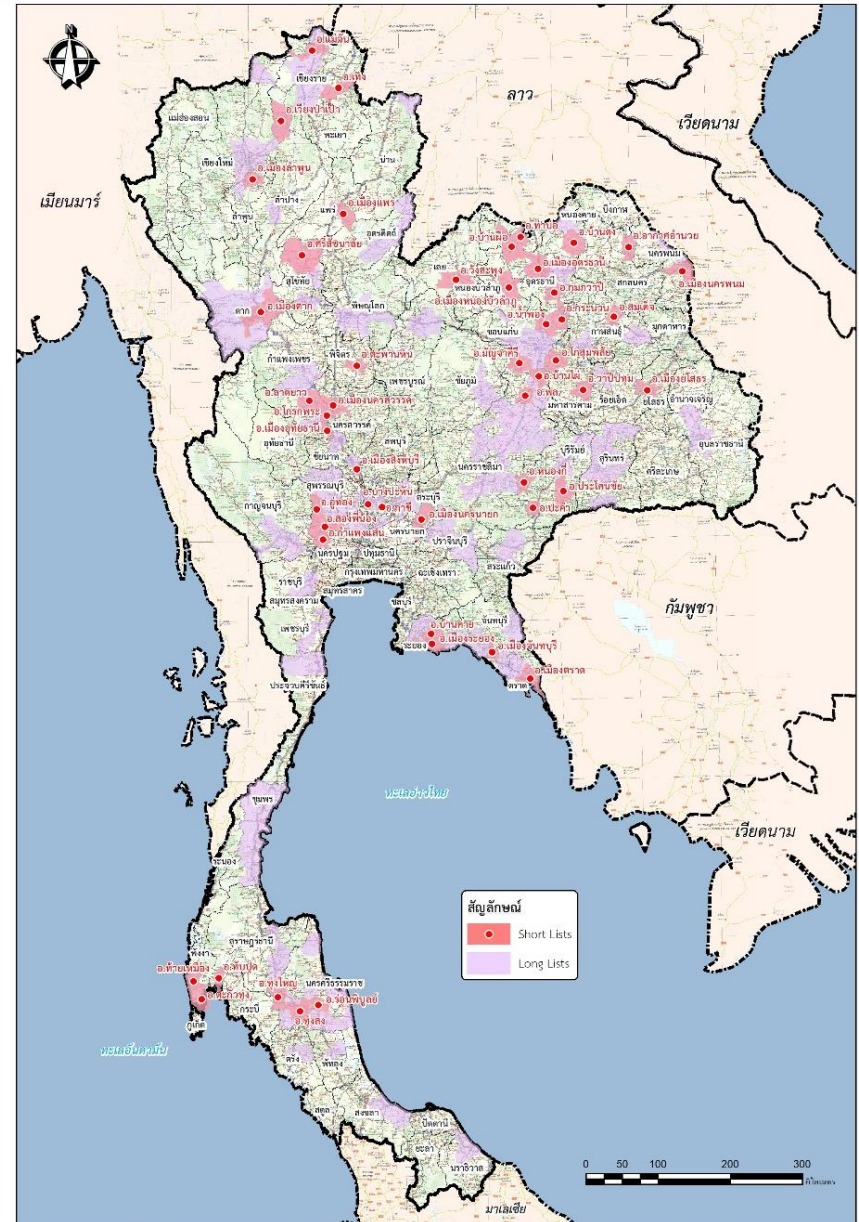 อ.แม่จัน
เชียงราย
อ.เทิง
ลาว
อ.เวียงป่าเป้า
แม่ฮ่องสอน
พะเยา
เวียดนาม
น่าน
เชียงใหม่
อ.เมืองลำพูน
เมียนมาร์
ลำปาง
ลำพูน
แพร่
อ.เมืองแพร่
อุตรดิตถ์
หนองคาย
บึงกาฬ
อ.ท่าบ่อ
อ.บ้านผือ
อ.บ้านดุง
อ.อากาศอำนวย
อ.ศรีสัชนาลัย
นครพนม
อ.เมืองอุดรธานี
เลย
อ.วังสะพุง
อุดรธานี
สกลนคร
อ.เมืองนครพนม
สุโขทัย
หนองบัวลำภู
อ.กุมภวาปี
อ.เมืองหนองบัวลำภู
ตาก
อ.เมืองตาก
พิษณุโลก
อ.น้ำพอง
อ.กระนวน
อ.สมเด็จ
ขอนแก่น
กาฬสินธุ์
มุกดาหาร
กำแพงเพชร
พิจิตร
อ.ตะพานหิน
อ.มัญจาคีรี
อ.โกสุมพิสัย
เพชรบูรณ์
ชัยภูมิ
อ.บ้านไผ่
อ.วาปีปทุม
อ.เมืองยโสธร
อ.พล
มหาสารคาม
ร้อยเอ็ด
ยโสธร
อำนาจเจริญ
อ.ลาดยาว
อ.เมืองนครสวรรค์
อ.โกรกพระ
อ.เมืองอุทัยธานี
นครสวรรค์
อุทัยธานี
ลพบุรี
อุบลราชธานี
ชัยนาท
บุรีรัมย์
สุรินทร์
อ.เมืองสิงห์บุรี
นครราชสีมา
ศรีสะเกษ
สุพรรณบุรี
อ.หนองกี่
อ.ประโคนชัย
กาญจนบุรี
อ.บางปะหัน
สระบุรี
อ.อู่ทอง
อ.ภาชี
อ.ปะคำ
อ.เมืองนครนายก
อ.สองพี่น้อง
อ.กำแพงแสน
นครนายก
ปราจีนบุรี
นครปฐม
ปทุมธานี
สระแก้ว
กรุงเทพมหานคร
ฉะเชิงเทรา
ราชบุรี
สมุทรสาคร
สมุทรสงคราม
ชลบุรี
กัมพูชา
เพชรบุรี
จันทบุรี
อ.บ้านค่าย
ระยอง
อ.เมืองระยอง
อ.เมืองจันทบุรี
อ.เมืองตราด
ประจวบคีรีขันธ์
ตราด
ทะเลอ่าวไทย
ชุมพร
เวียดนาม
ระนอง
สัญลักษณ์
Short Lists
Long Lists
สุราษฎร์ธานี
พังงา
อ.ท้ายเหมือง
อ.ทับปุด
นครศรีธรรมราช
อ.ทุ่งใหญ่
อ.ตะกั่วทุ่ง
อ.ร่อนพิบูลย์
กระบี่
อ.ทุ่งสง
ภูเก็ต
ทะเลอันดามัน
ตรัง
พัทลุง
สตูล
สงขลา
ปัตตานี
ยะลา
นราธิวาส
0 50 100 200 300
กิโลเมตร
มาเลเซีย